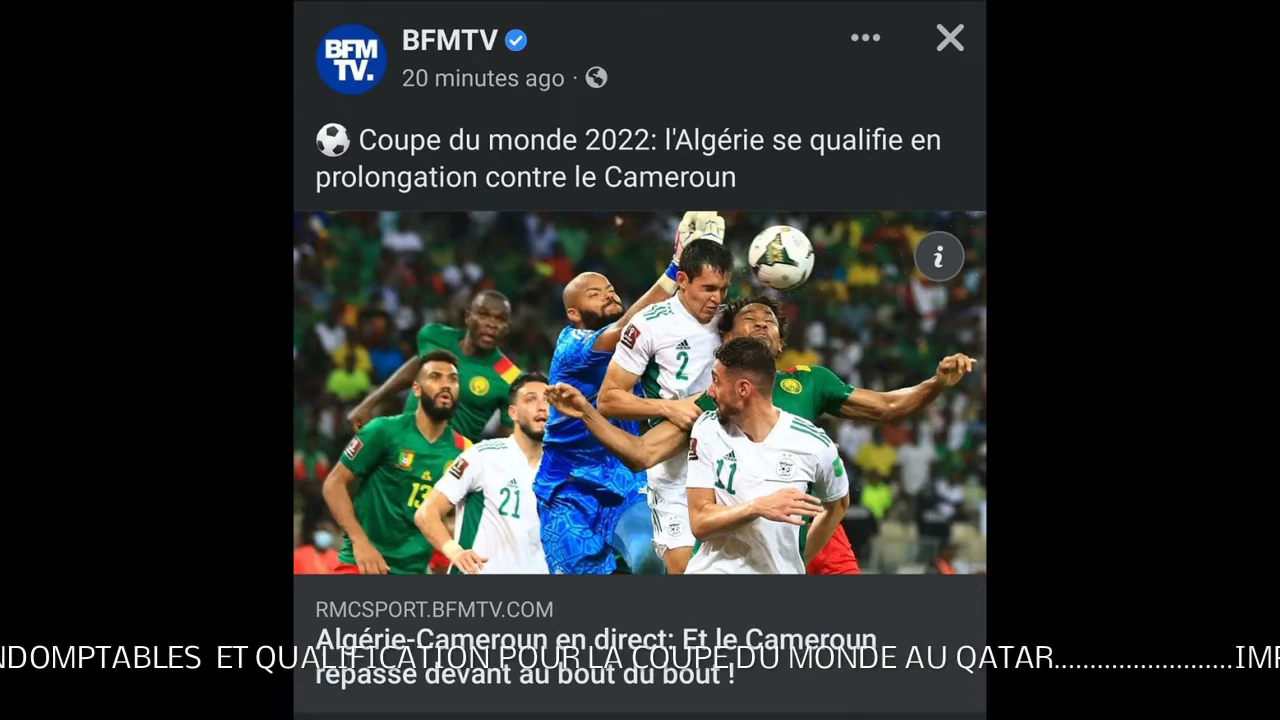 BFM
TV.
BFMTV
20 minutes ago ·
Coupe du monde 2022: l'Algérie se qualifie en
prolongation contre le Cameroun
2
11
21
13
RMCSPORT.BFMTV.COM
Algérie-Cameroun en direct: Et le Cameroun
repasse devant au bout du bout !
NDOMPTABLES ET QUALIFICATION POUR LA COUPE DU MONDE AU QATAR........................IMP